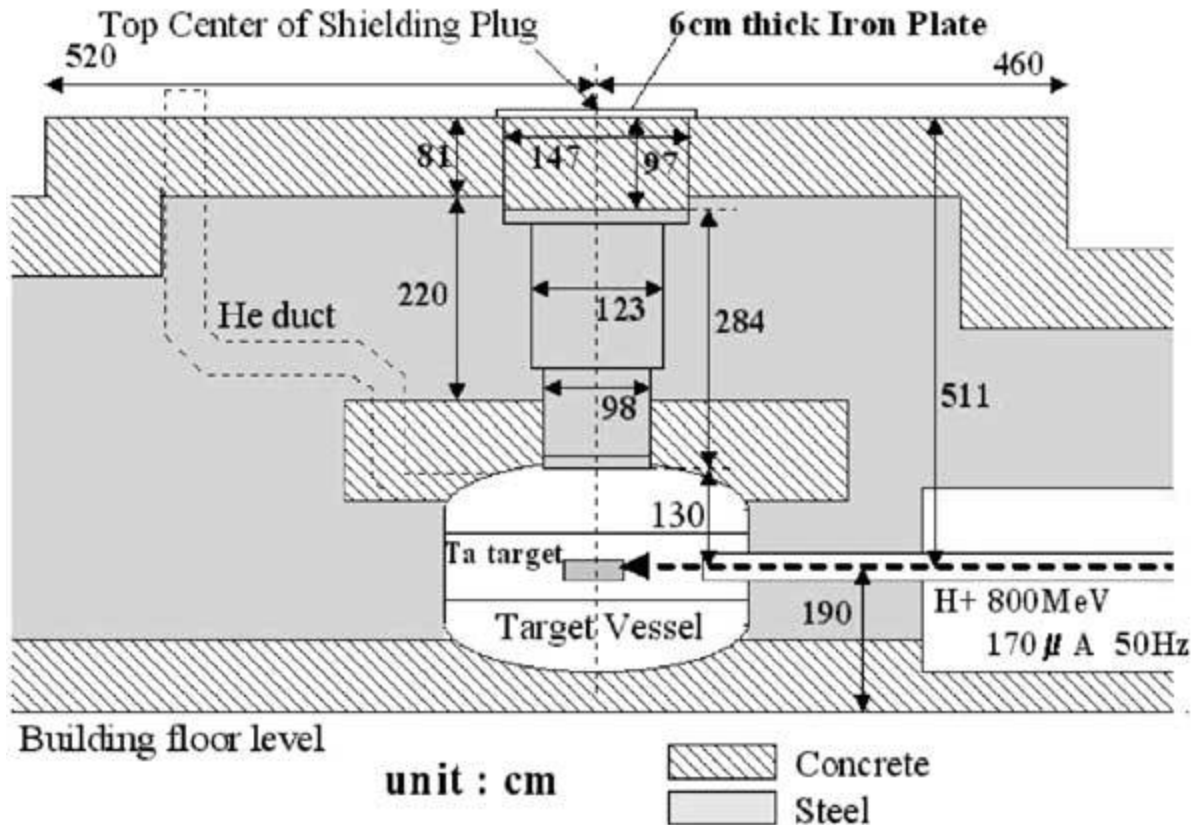 Top Center of Shielding Plug
6cm thick Iron Plate
520
460
81
147
97
220
123
284
He duct
98
511
130
Ta target
190
Target Vessel
H+ 800MeV
170 μ A 50Hz
Building floor level
unit : cm
Concrete
Steel